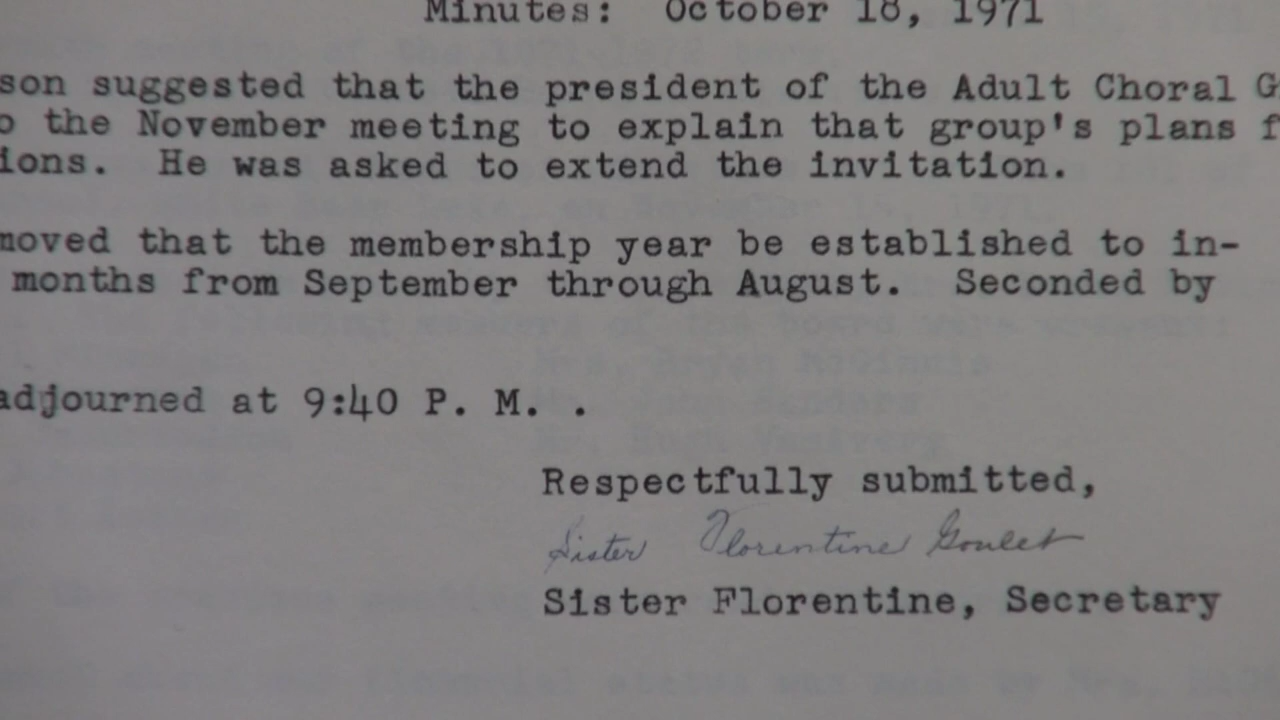 Minutes: October 18, 1971
son suggested that the president of the Adult Choral G
o the November meeting to explain that group's plans f
ions. He was asked to extend the invitation.
moved that the membership year be established to in-
months from September through August. Seconded by
adjourned at 9:40 P. M. .
Respectfully submitted,
Sister Florentine Goulet
Sister Florentine, Secretary